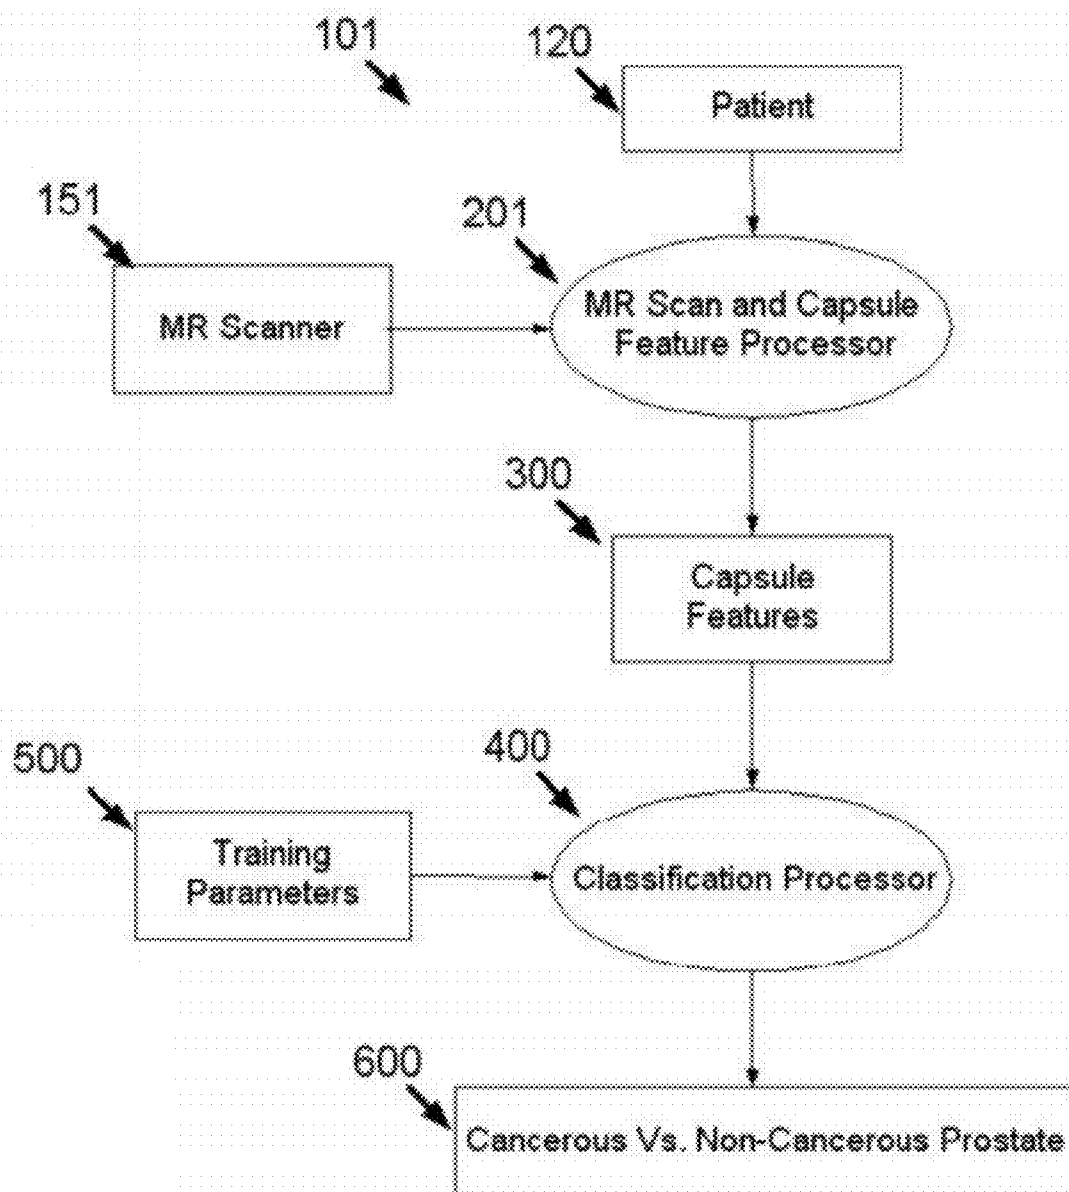 101
120
Patient
151
201
MR Scanner
MR Scan and Capsule
Feature Processor
300
Capsule
Features
500
400
Training
Parameters
Classification Processor
600
Cancerous Vs. Non-Cancerous Prostate